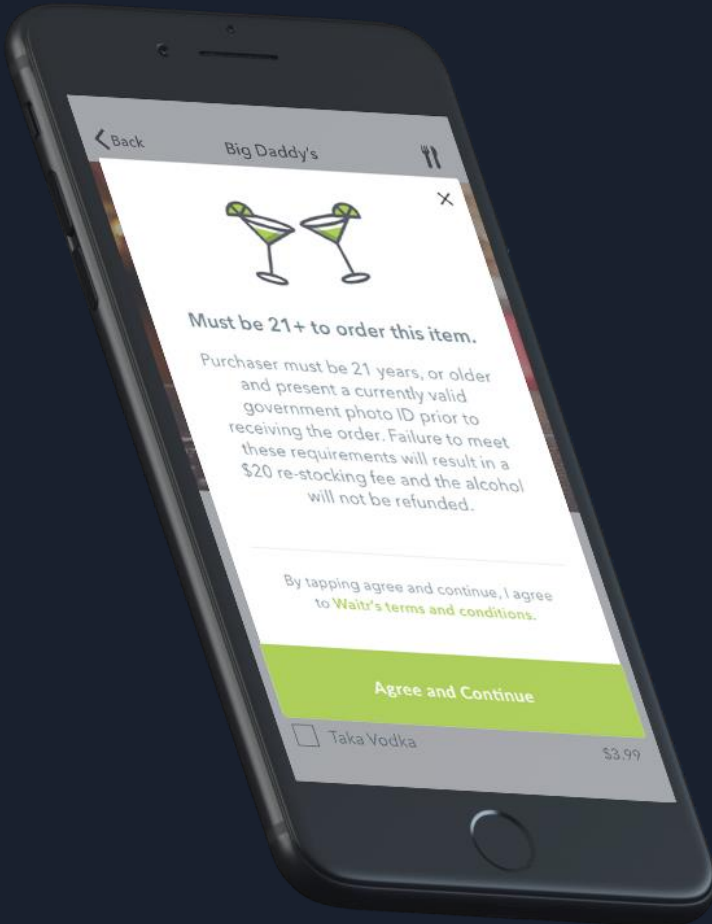 Back
Big Daddy's
Must be 21+ to order this item.
Purchaser must be 21 years, or older
and present a currently valid
government photo ID prior to
receiving the order. Failure to meet
these requirements will result in a
$20 re-stocking fee and the alcohol
will not be refunded.
By tapping agree and continue, I agree
to Waitr's terms and conditions.
Agree and Continue
Taka Vodka $3.99